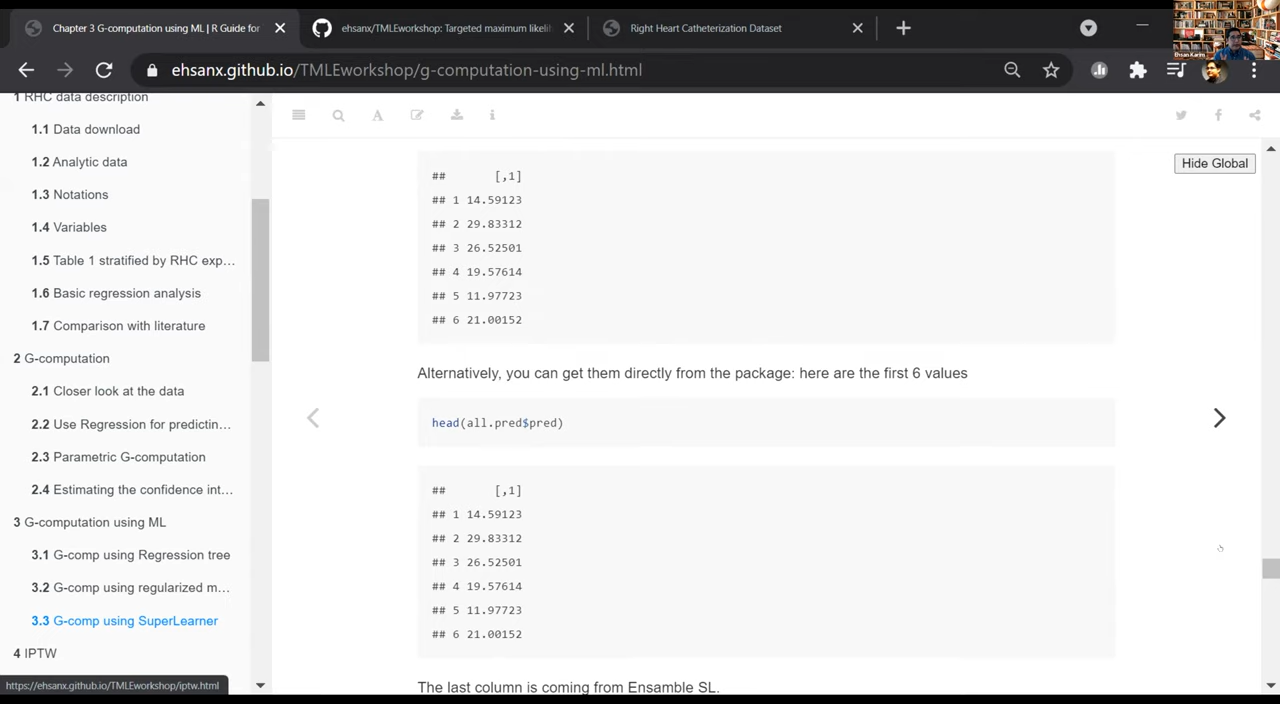 Chapter 3 G-computation using ML | R Guide for
ehsanx/TMLEworkshop: Targeted maximum likeli
Right Heart Catheterization Dataset
Ehsan Karim
ehsanx.github.io/TMLEworkshop/g-computation-using-ml.html
1 RHC data description
1.1 Data download
1.2 Analytic data
1.3 Notations
1.4 Variables
1.5 Table 1 stratified by RHC exp…
1.6 Basic regression analysis
1.7 Comparison with literature
2 G-computation
2.1 Closer look at the data
2.2 Use Regression for predictin…
2.3 Parametric G-computation
2.4 Estimating the confidence int…
3 G-computation using ML
3.1 G-comp using Regression tree
3.2 G-comp using regularized m…
3.3 G-comp using SuperLearner
4 IPTW
https://ehsanx.github.io/TMLEworkshop/iptw.html
Hide Global
## [,1]
## 1 14.59123
## 2 29.83312
## 3 26.52501
## 4 19.57614
## 5 11.97723
## 6 21.00152
Alternatively, you can get them directly from the package: here are the first 6 values
head(all.pred$pred)
## [,1]
## 1 14.59123
## 2 29.83312
## 3 26.52501
## 4 19.57614
## 5 11.97723
## 6 21.00152
The last column is coming from Ensamble SL.